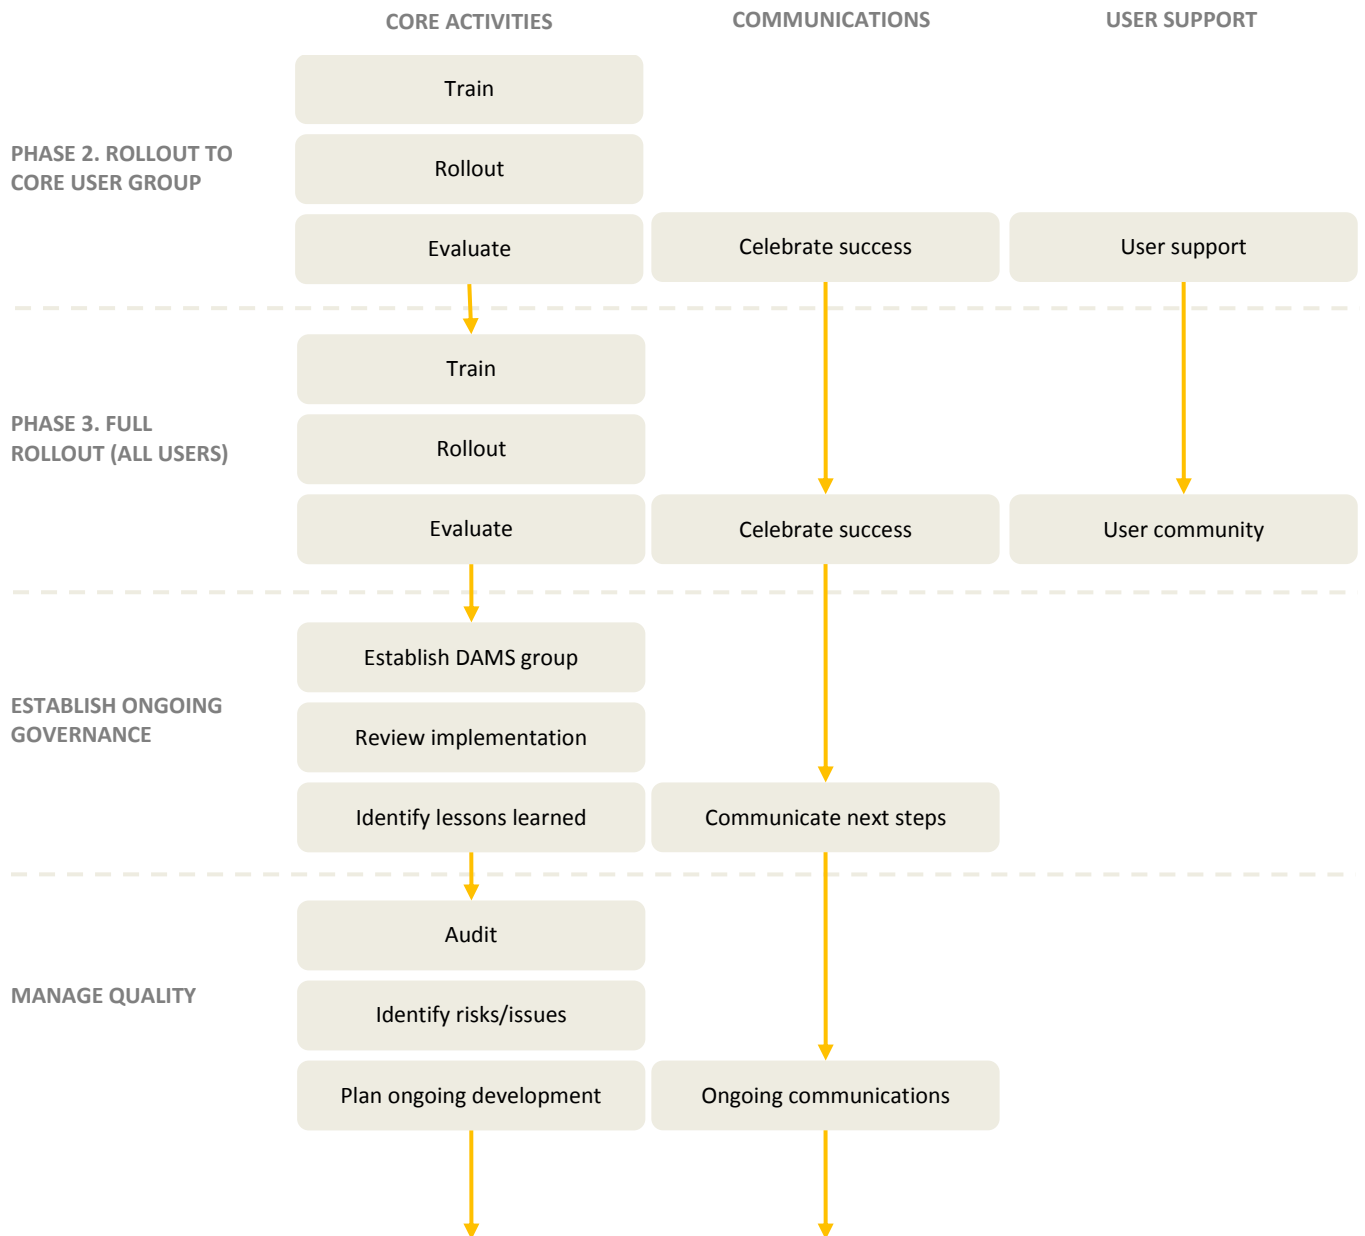 CORE ACTIVITIES
COMMUNICATIONS
USER SUPPORT
PHASE 2. ROLLOUT TO
CORE USER GROUP
Train
Rollout
Evaluate
Celebrate success
User support
PHASE 3. FULL
ROLLOUT (ALL USERS)
Train
Rollout
Evaluate
Celebrate success
User community
ESTABLISH ONGOING
GOVERNANCE
Establish DAMS group
Review implementation
Identify lessons learned
Communicate next steps
MANAGE QUALITY
Audit
Identify risks/issues
Plan ongoing development
Ongoing communications